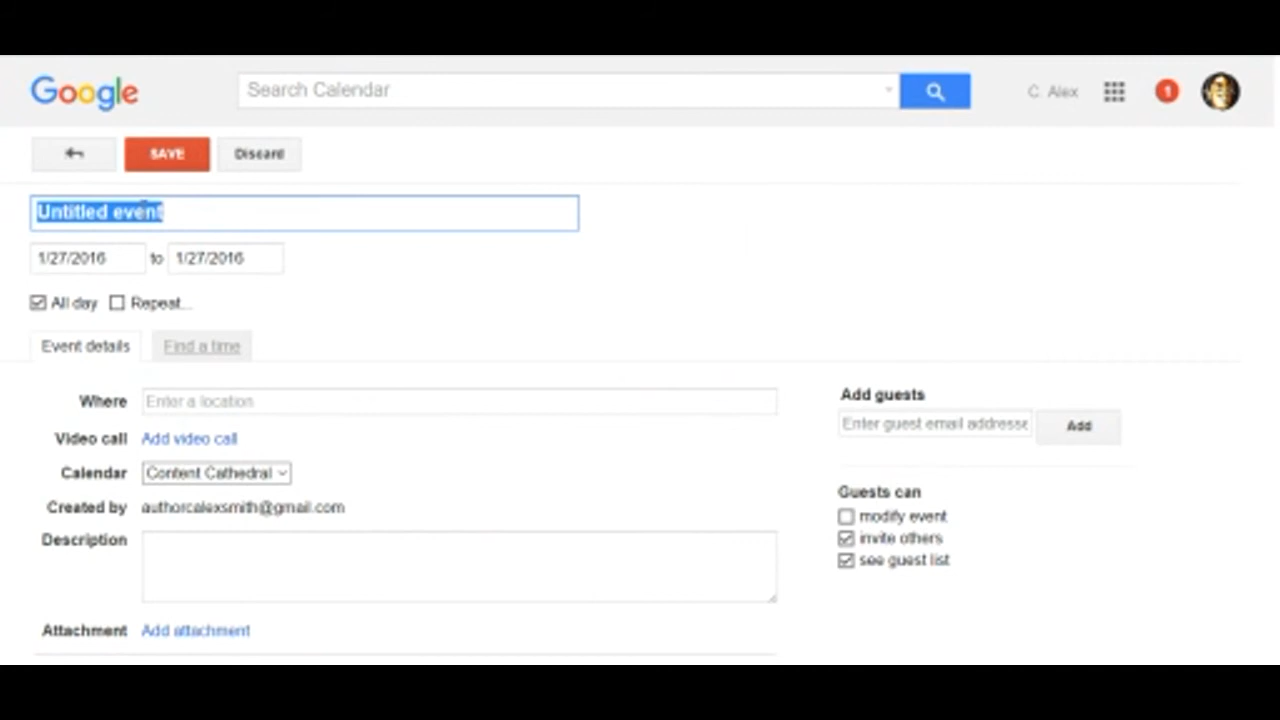 Google
Search Calendar
C. Alex
1
SAVE
Discard
Untitled event
1/27/2016 to 1/27/2016
All day Repeat...
Event details Find a time
Where Enter a location
Video call Add video call
Calendar Content Cathedral
Created by authorcalexsmith@gmail.com
Description
Attachment Add attachment
Add guests
Enter guest email addresse Add
Guests can
modify event
invite others
see guest list